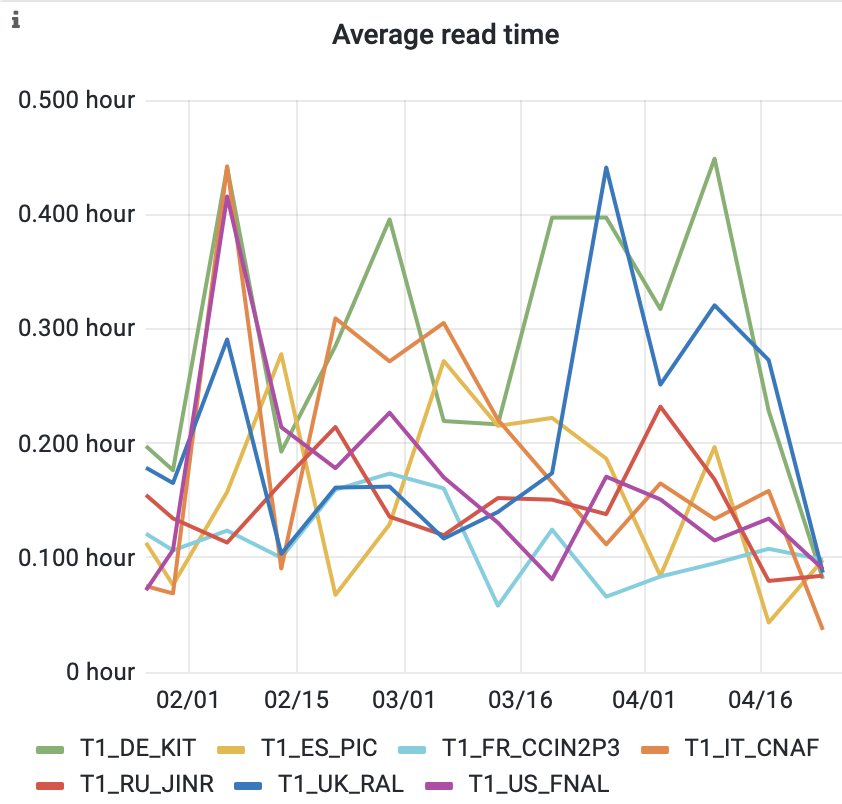 i
Average read time
0.500 hour
0.400 hour
0.300 hour
0.200 hour
0.100 hour
0 hour
02/01 02/15 03/01 03/16 04/01 04/16
T1_DE_KIT T1_ES_PIC T1_FR_CCIN2P3 T1_IT_CNAF
T1_RU_JINR T1_UK_RAL T1_US_FNAL